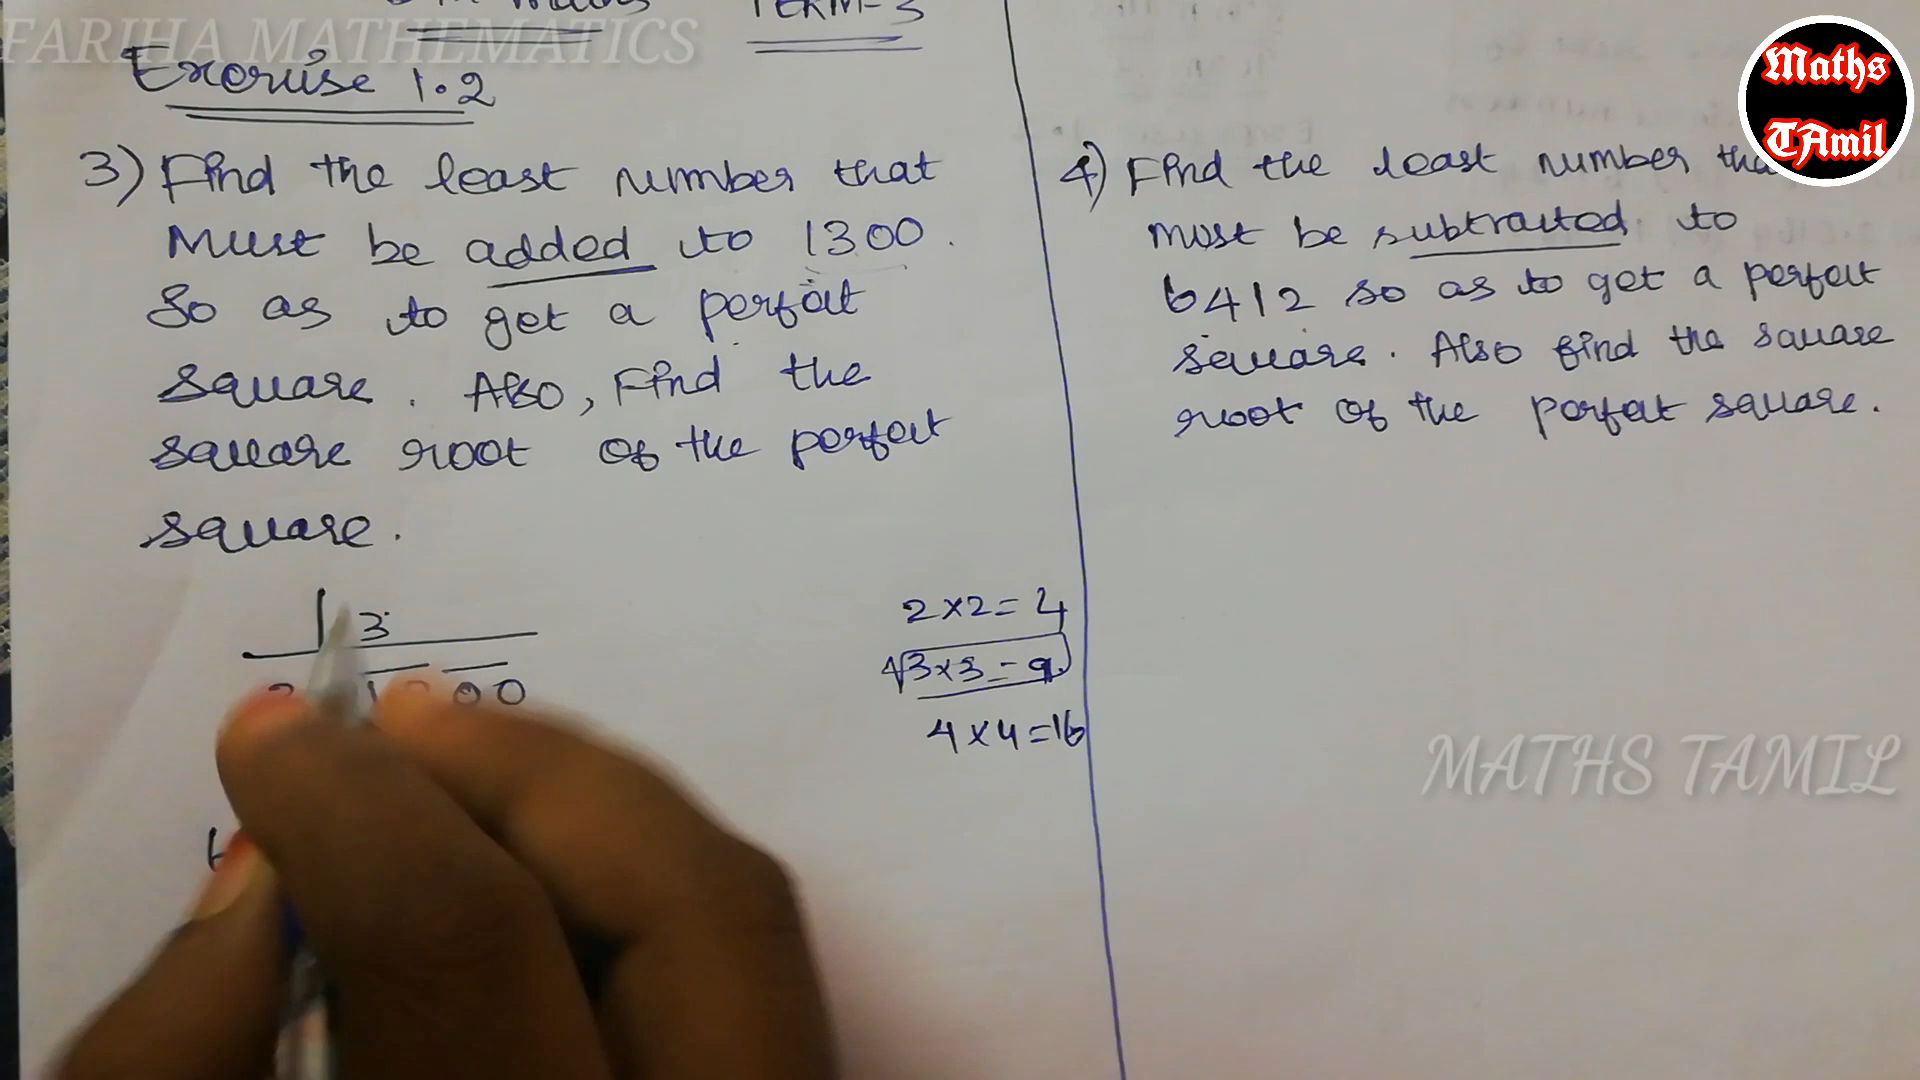 TERM-3
FARIHA MATHEMATICS
Exercise 1.2
3) Find the least number that
Must be added to 1300.
So as to get a perfect
square. Also, Find the
square root of the perfect
square.
3
1300
2×2=4
3×3=9
4×4=16
4) Find the least number
must be subtracted to
6412 so as to get a perfect
square. Also find the square
root of the perfect square.
Maths
TAmil
MATHS TAMIL